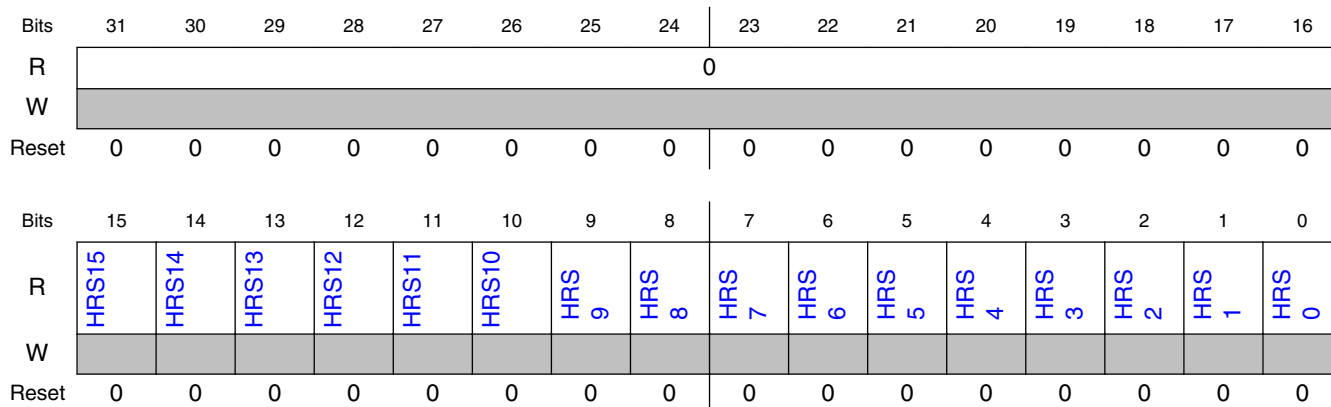 Bits 31 30 29 28 27 26 25 24 23 22 21 20 19 18 17 16
R 0
W
Reset 0 0 0 0 0 0 0 0 0 0 0 0 0 0 0 0
Bits 15 14 13 12 11 10 9 8 7 6 5 4 3 2 1 0
R HRS15 HRS14 HRS13 HRS12 HRS11 HRS10 HRS 9 HRS 8 HRS 7 HRS 6 HRS 5 HRS 4 HRS 3 HRS 2 HRS 1 HRS 0
W
Reset 0 0 0 0 0 0 0 0 0 0 0 0 0 0 0 0